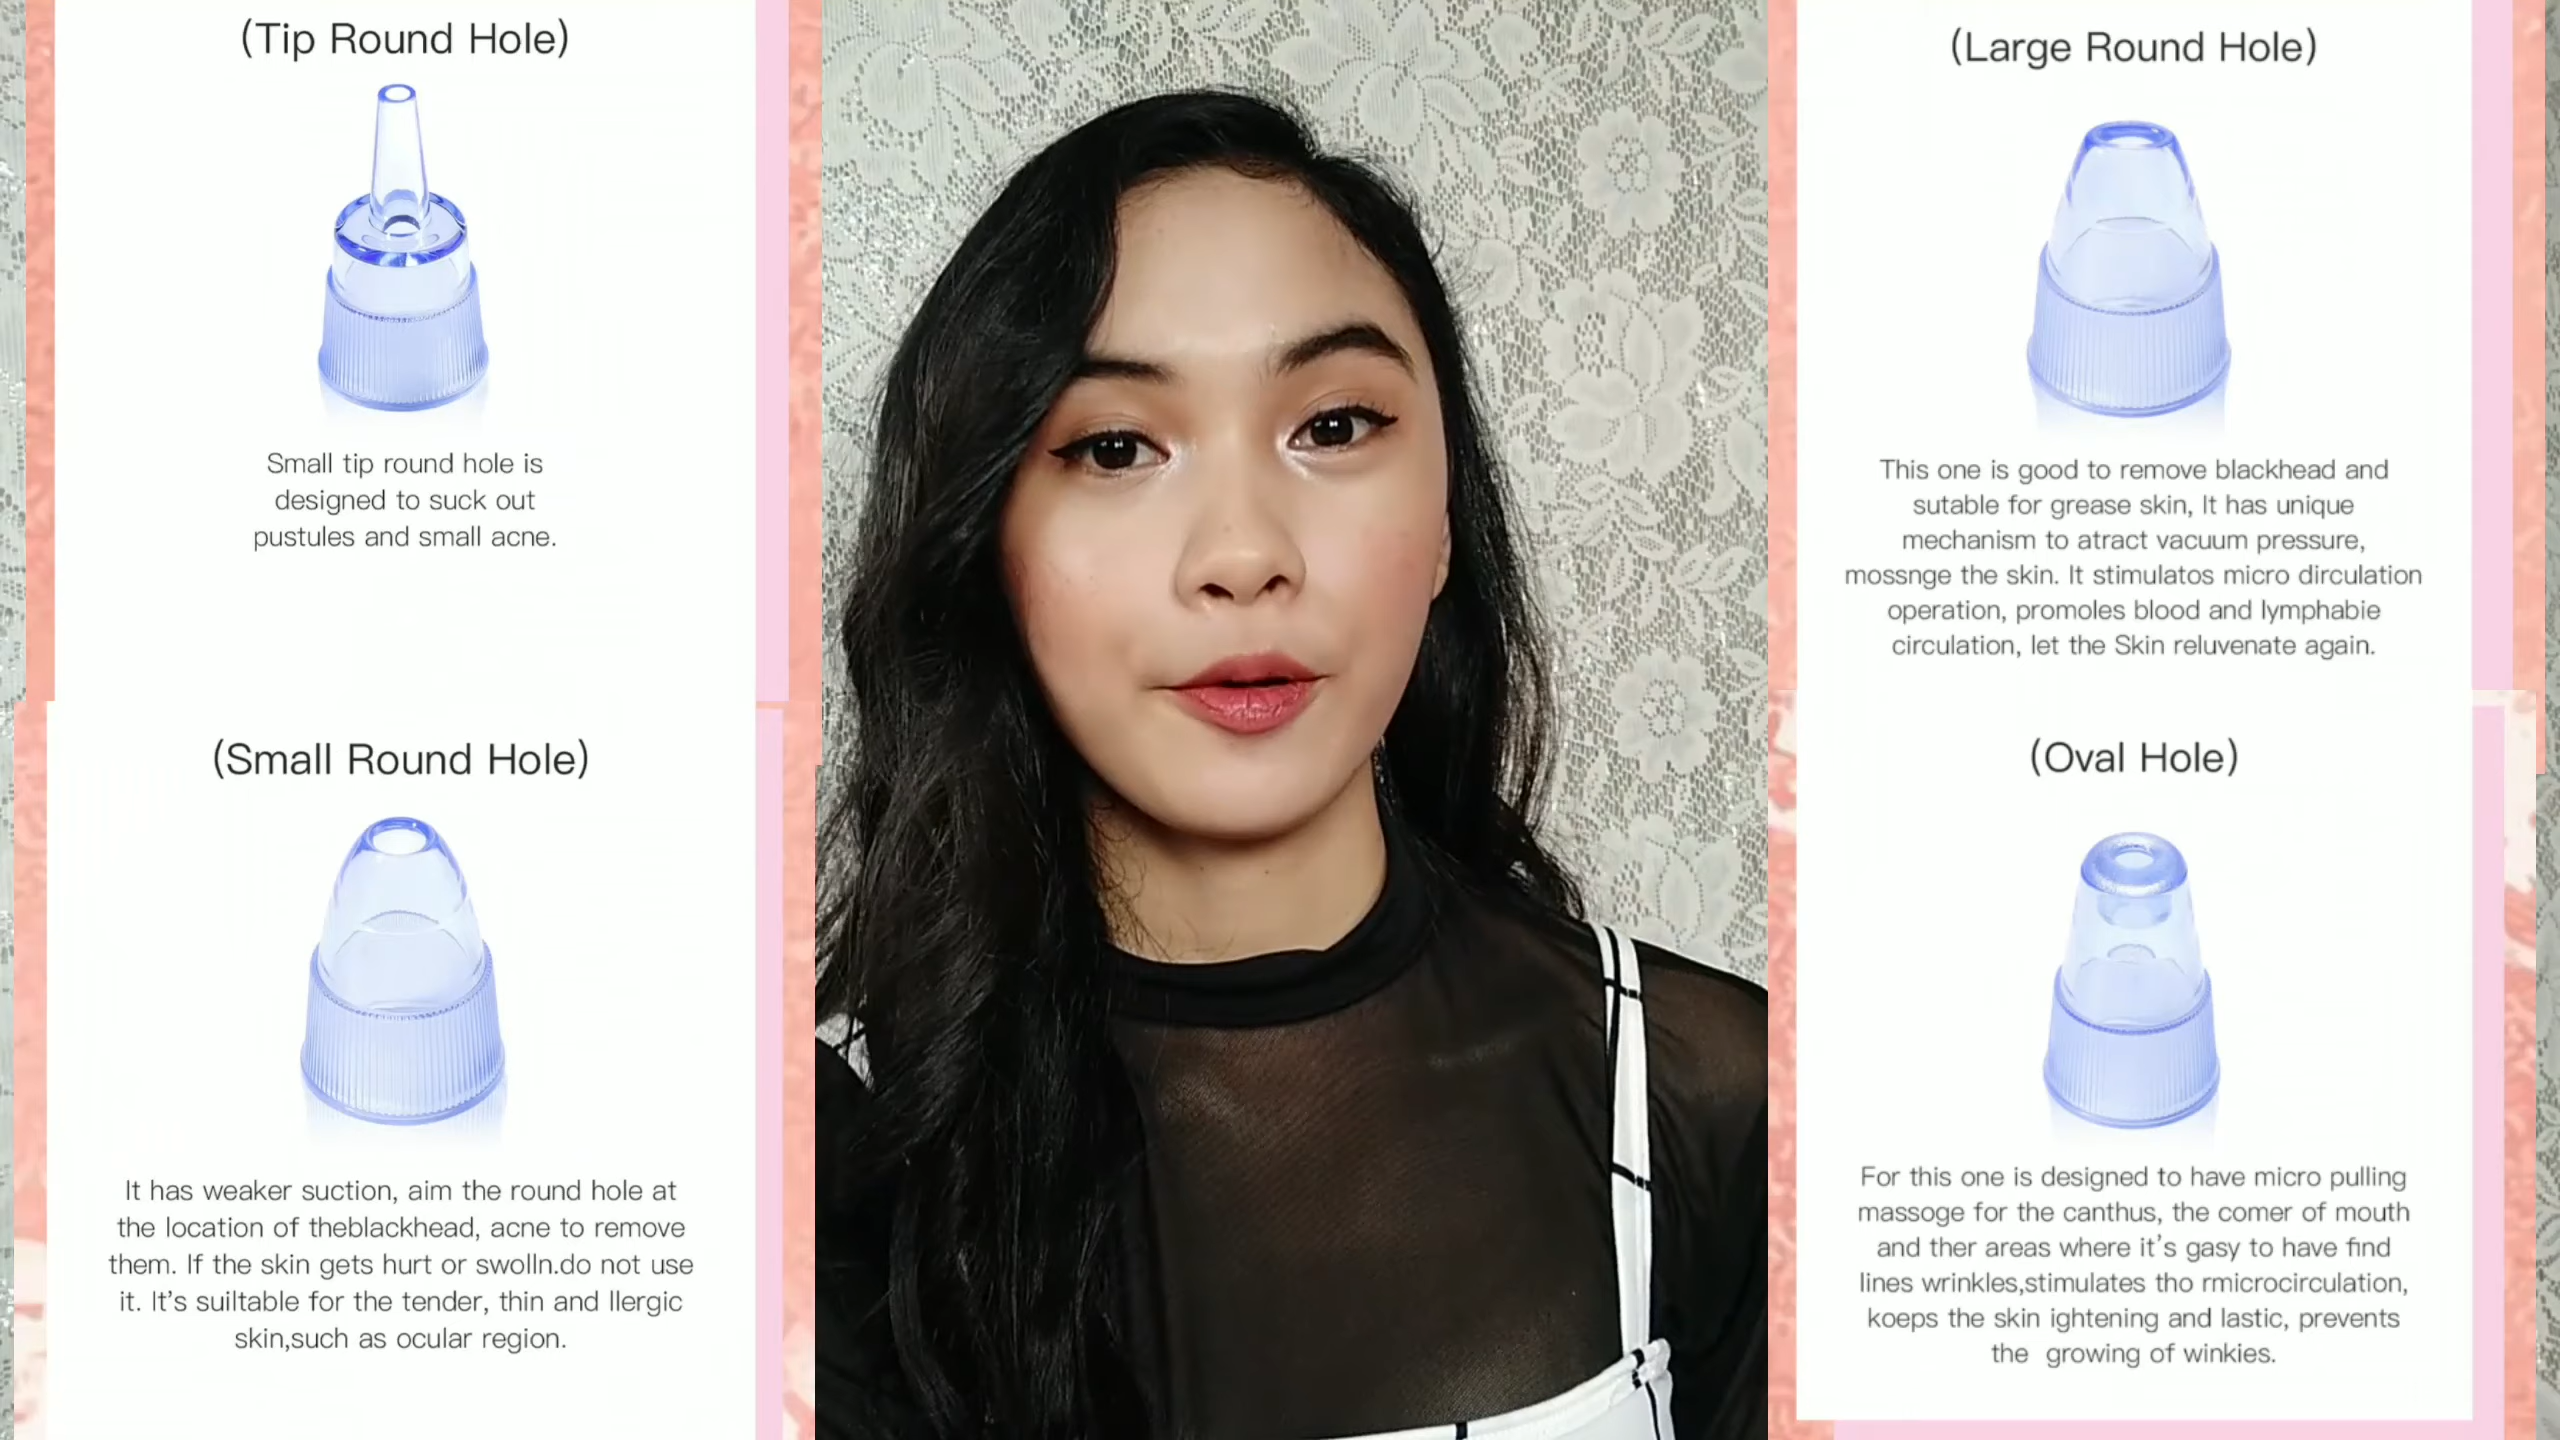 (Tip Round Hole)
Small tip round hole is
designed to suck out
pustules and small acne.
(Small Round Hole)
It has weaker suction, aim the round hole at
the location of theblackhead, acne to remove
them. If the skin gets hurt or swolln.do not use
it. It's suiltable for the tender, thin and llergic
skin,such as ocular region.
(Large Round Hole)
This one is good to remove blackhead and
sutable for grease skin, It has unique
mechanism to atract vacuum pressure,
mossnge the skin. It stimulatos micro dirculation
operation, promoles blood and lymphabie
circulation, let the Skin reluvenate again.
(Oval Hole)
For this one is designed to have micro pulling
massoge for the canthus, the comer of mouth
and ther areas where it's gasy to have find
lines wrinkles,stimulates tho rmicrocirculation,
koeps the skin ightening and lastic, prevents
the growing of winkies.